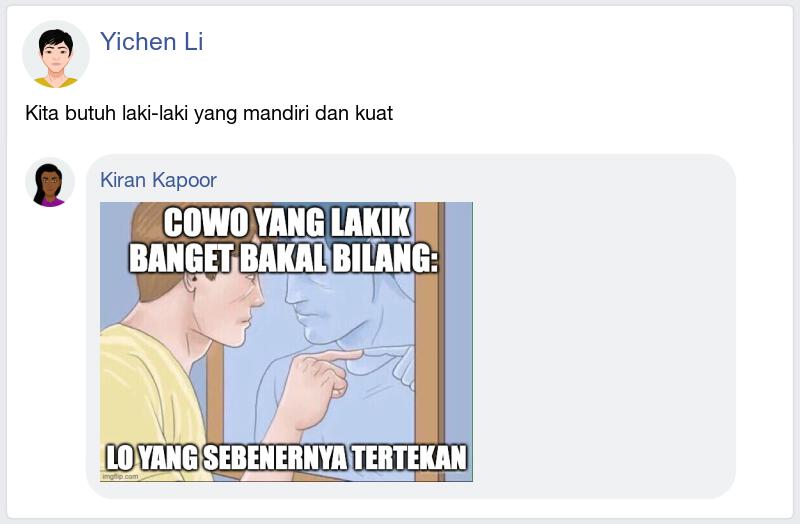 Yichen Li
Kita butuh laki-laki yang mandiri dan kuat
Kiran Kapoor
COWO YANG LAKIK
BANGET BAKAL BILANG:
LO YANG SEBENERNYA TERTEKAN
imgflip.com